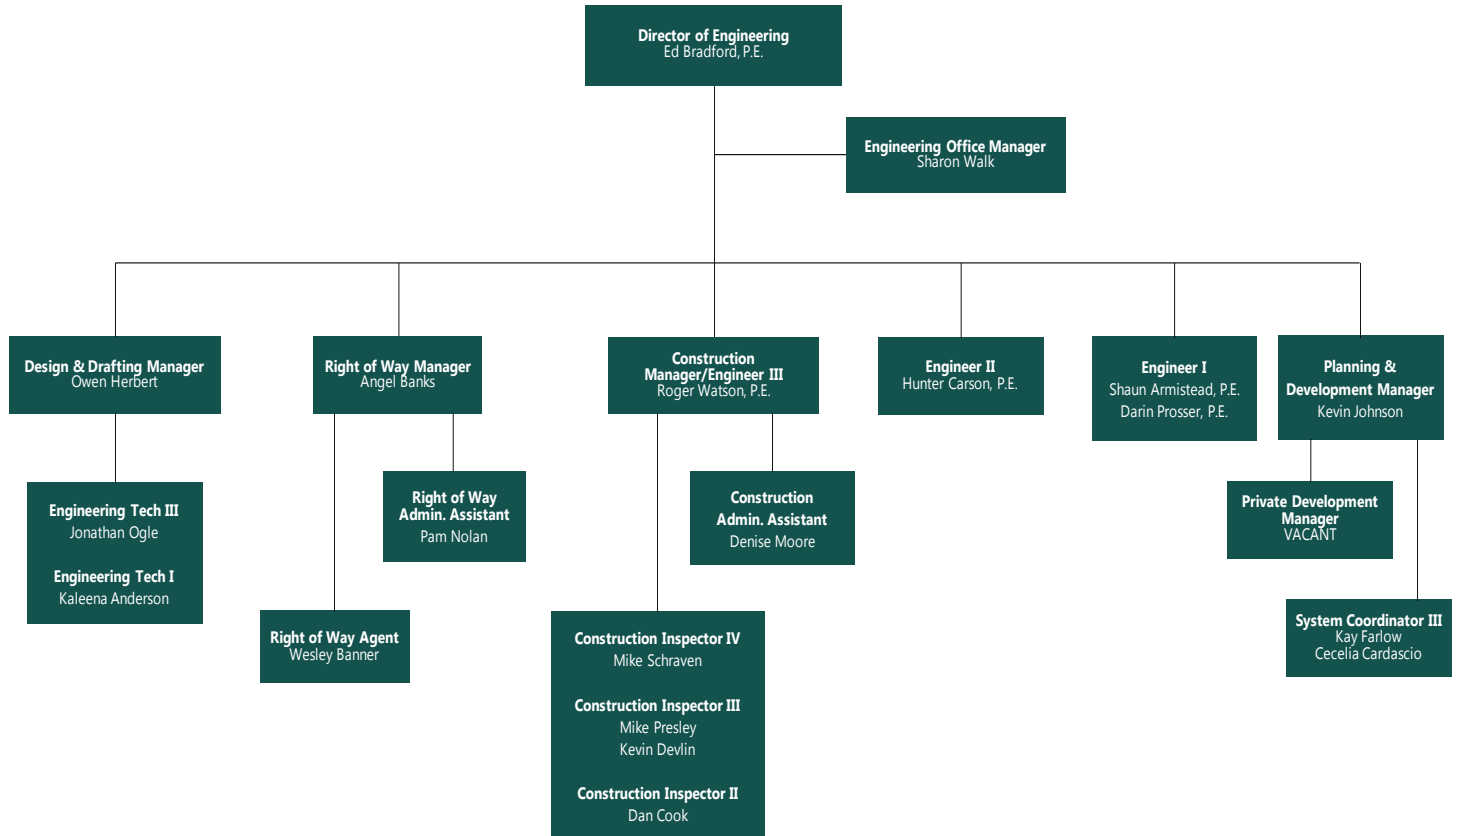 Director of Engineering
Ed Bradford, P.E.
Engineering Office Manager
Sharon Walk
Design & Drafting Manager
Owen Herbert
Right of Way Manager
Angel Banks
Construction
Manager/Engineer III
Roger Watson, P.E.
Engineer II
Hunter Carson, P.E.
Engineer I
Shaun Armistead, P.E.
Darin Prosser, P.E.
Planning &
Development Manager
Kevin Johnson
Engineering Tech III
Jonathan Ogle
Engineering Tech I
Kaleena Anderson
Right of Way
Admin. Assistant
Pam Nolan
Right of Way Agent
Wesley Banner
Construction
Admin. Assistant
Denise Moore
Construction Inspector IV
Mike Schraven
Construction Inspector III
Mike Presley
Kevin Devlin
Construction Inspector II
Dan Cook
Private Development
Manager
VACANT
System Coordinator III
Kay Farlow
Cecelia Cardascio